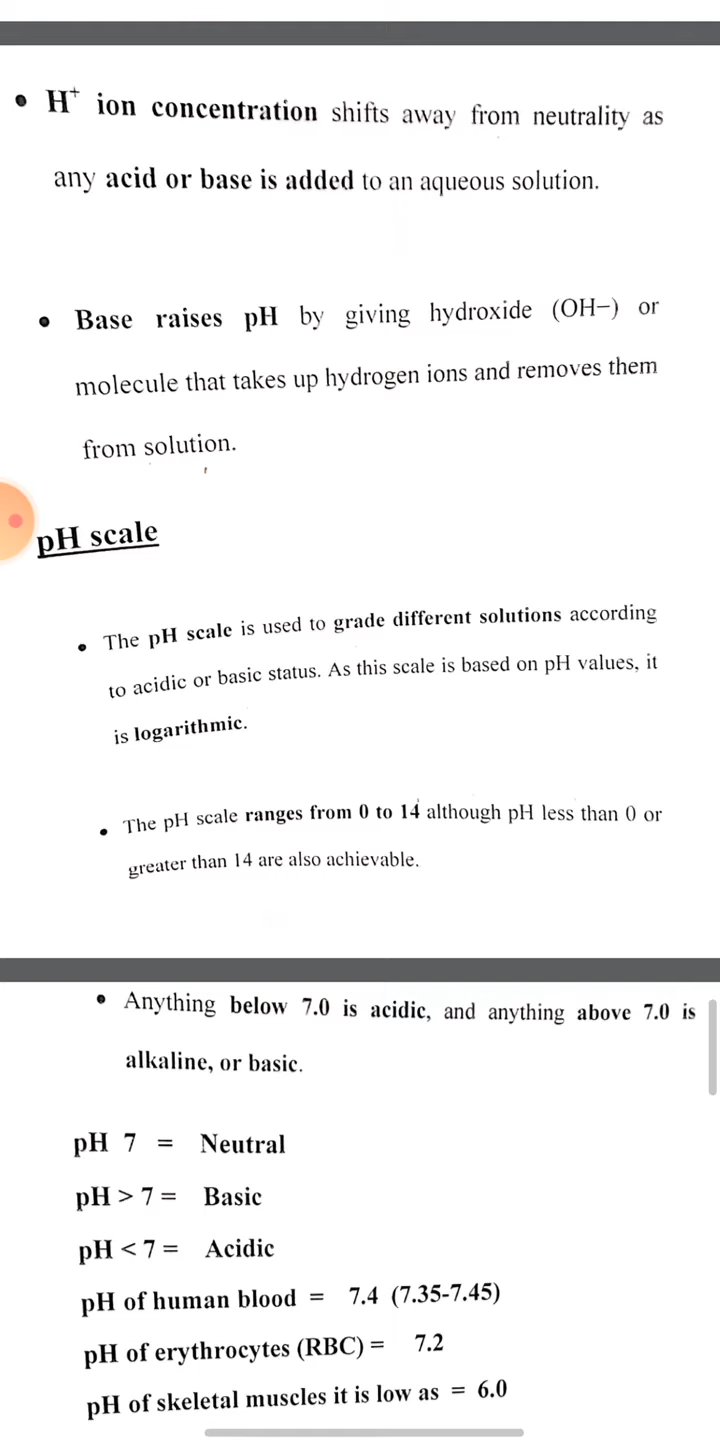 • H⁺ ion concentration shifts away from neutrality as
any acid or base is added to an aqueous solution.
• Base raises pH by giving hydroxide (OH−) or
molecule that takes up hydrogen ions and removes them
from solution.
pH scale
• The pH scale is used to grade different solutions according
to acidic or basic status. As this scale is based on pH values, it
is logarithmic.
• The pH scale ranges from 0 to 14 although pH less than 0 or
greater than 14 are also achievable.
• Anything below 7.0 is acidic, and anything above 7.0 is
alkaline, or basic.
pH 7 = Neutral
pH > 7 = Basic
pH < 7 = Acidic
pH of human blood = 7.4 (7.35-7.45)
pH of erythrocytes (RBC) = 7.2
pH of skeletal muscles it is low as = 6.0